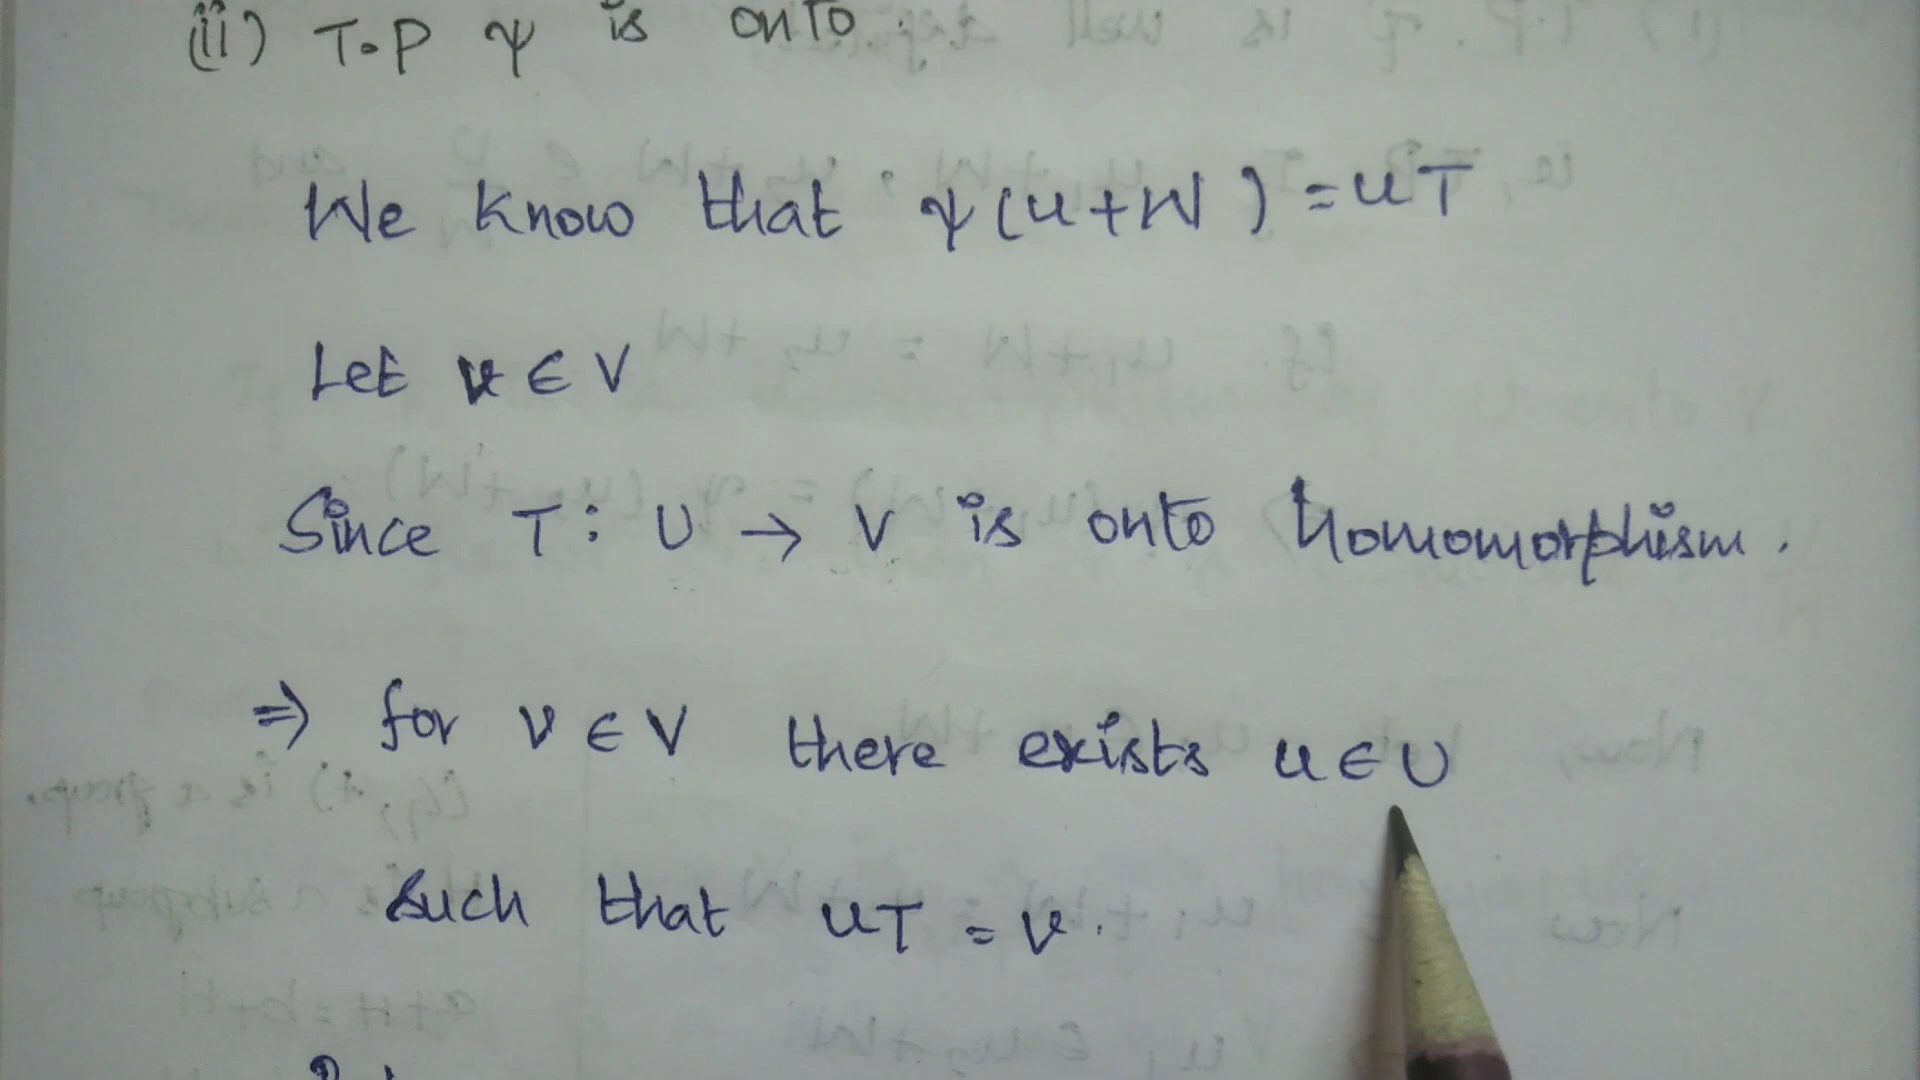 (ii) T.P ψ is onto.
We know that ψ(u+W) = uT
Let v ∈ V
Since T : U → V is onto homomorphism.
⇒ for v ∈ V there exists u ∈ U
such that uT = v.